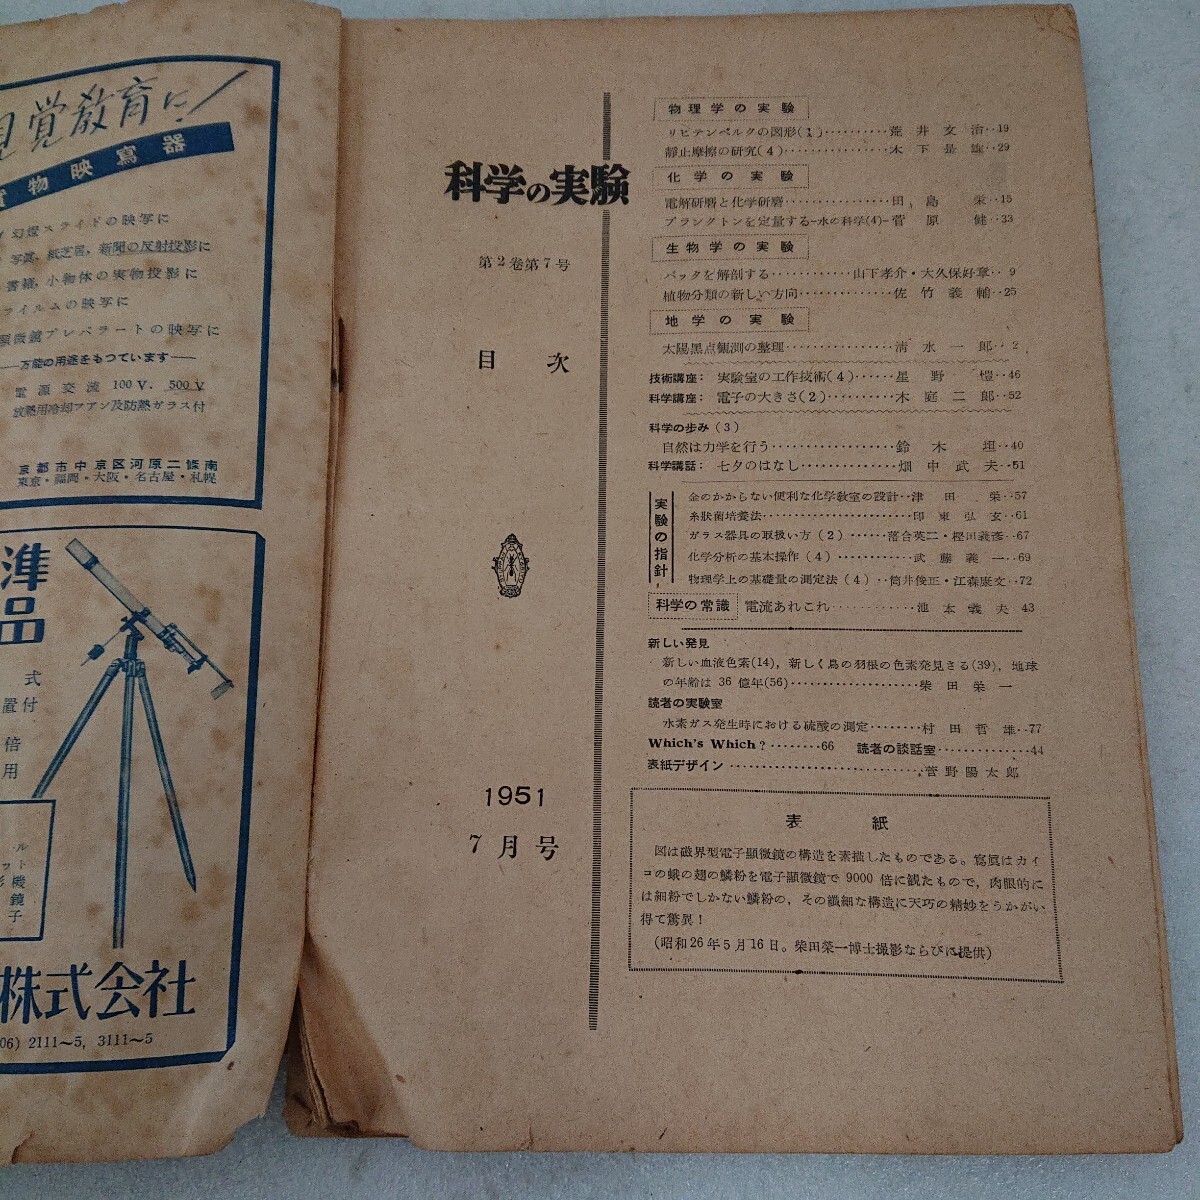 視覚教育に!
實物映寫器
幻燈スライドの映写に
写眞,紙芝居,新聞の反射投影に
書籍,小物体の実物投影に
フイルムの映写に
顕微鏡プレパラートの映写に
—万能の用途をもつています—
電源交流 100V. 500V
放熱用冷却フアン及防熱ガラス付
京都市中京区河原二條南
東京・福岡・大阪・名古屋・札幌
準
品
式
置付
倍
用
ル
ット
機
鏡
子
株式会社
06) 2111〜5, 3111〜5
科学の実験
第2卷第7号
目次
1951
7月号
物理学の実験
リヒテンベルクの図形(1)··········荒井文治··19
靜止摩擦の研究(4)················木下是雄··29
化学の実験
電解研磨と化学研磨················田島栄··15
プランクトンを定量する-水の科学(4)-菅原健··33
生物学の実験
バッタを解剖する············山下孝介・大久保好章··9
植物分類の新しい方向··············佐竹義輔··25
地学の実験
太陽黒点観測の整理················清水一郎··2
技術講座: 実験室の工作技術(4)·····星野愷··46
科学講座: 電子の大きさ(2)·········木庭二郎··52
科学の歩み(3)
自然は力学を行う·················鈴木坦··40
科学講話: 七夕のはなし··············畑中武夫··51
実験の指針
金のかからない便利な化学敎室の設計··津田栄··57
糸狀菌培養法·······················印東弘玄··61
ガラス器具の取扱い方(2)······落合英二・樫田義彦··67
化学分析の基本操作(4)···········武藤義一··69
物理学上の基礎量の測定法(4)··筒井俊正・江森康文··72
科学の常識 電流あれこれ············池本義夫 43
新しい発見
新しい血液色素(14), 新しく鳥の羽根の色素発見さる(39), 地球
の年齢は 36 億年(56)····················柴田栄一
読者の実験室
水素ガス発生時における硫酸の測定········村田哲雄··77
Which's Which?········66 読者の談話室··············44
表紙デザイン······························菅野陽太郎
表紙
図は磁界型電子顕微鏡の構造を素描したものである。寫眞はカイ
コの蛾の翅の鱗粉を電子顕微鏡で 9000 倍に観たもので, 肉眼的に
は細粉でしかない鱗粉の, その纖細な構造に天巧の精妙をうかがい
得て驚異!
(昭和26年5月16日。柴田栄一博士撮影ならびに提供)